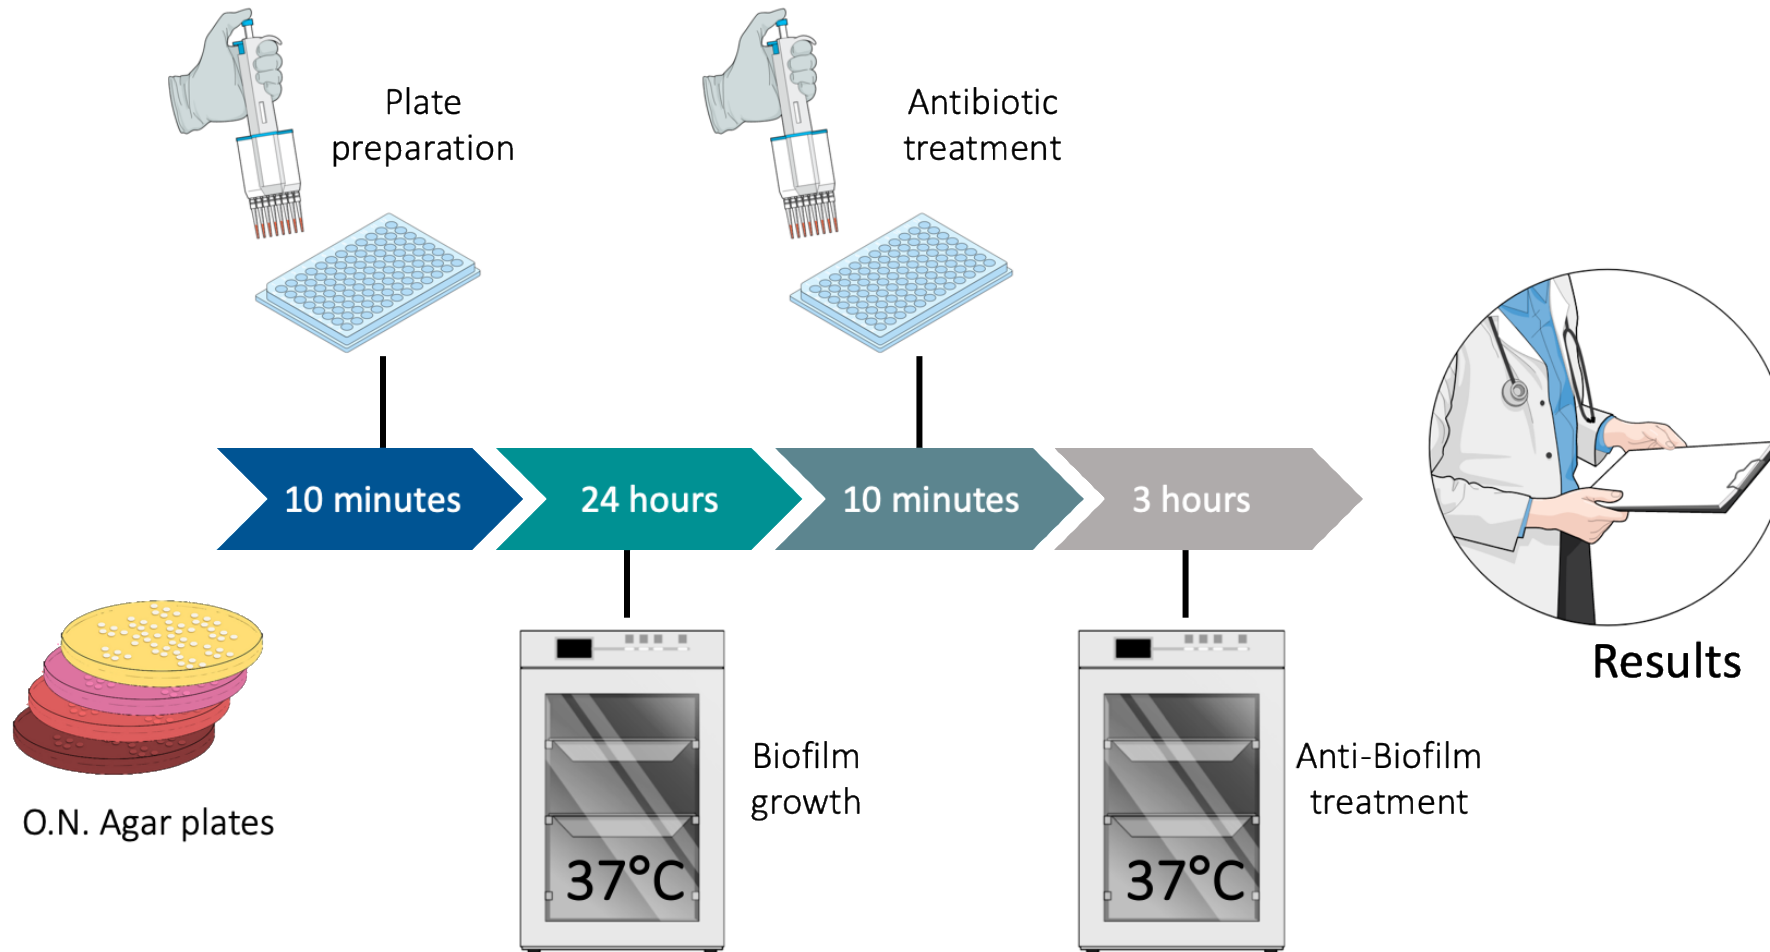 Plate
preparation
Antibiotic
treatment
10 minutes
24 hours
10 minutes
3 hours
O.N. Agar plates
Biofilm
growth
37°C
Anti-Biofilm
treatment
37°C
Results